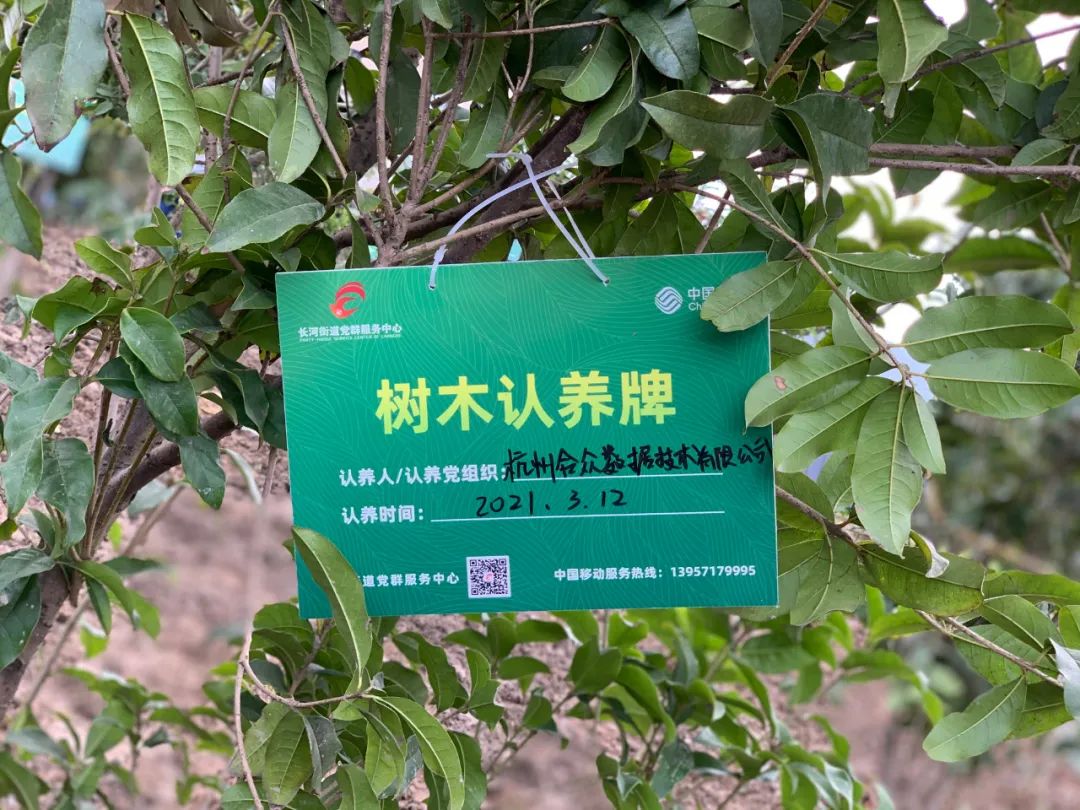 长河街道党群服务中心
中国
Ch
树木认养牌
认养人/认养党组织:杭州合众数据技术有限公司
认养时间:2021.3.12
道党群服务中心
中国移动服务热线:13957179995